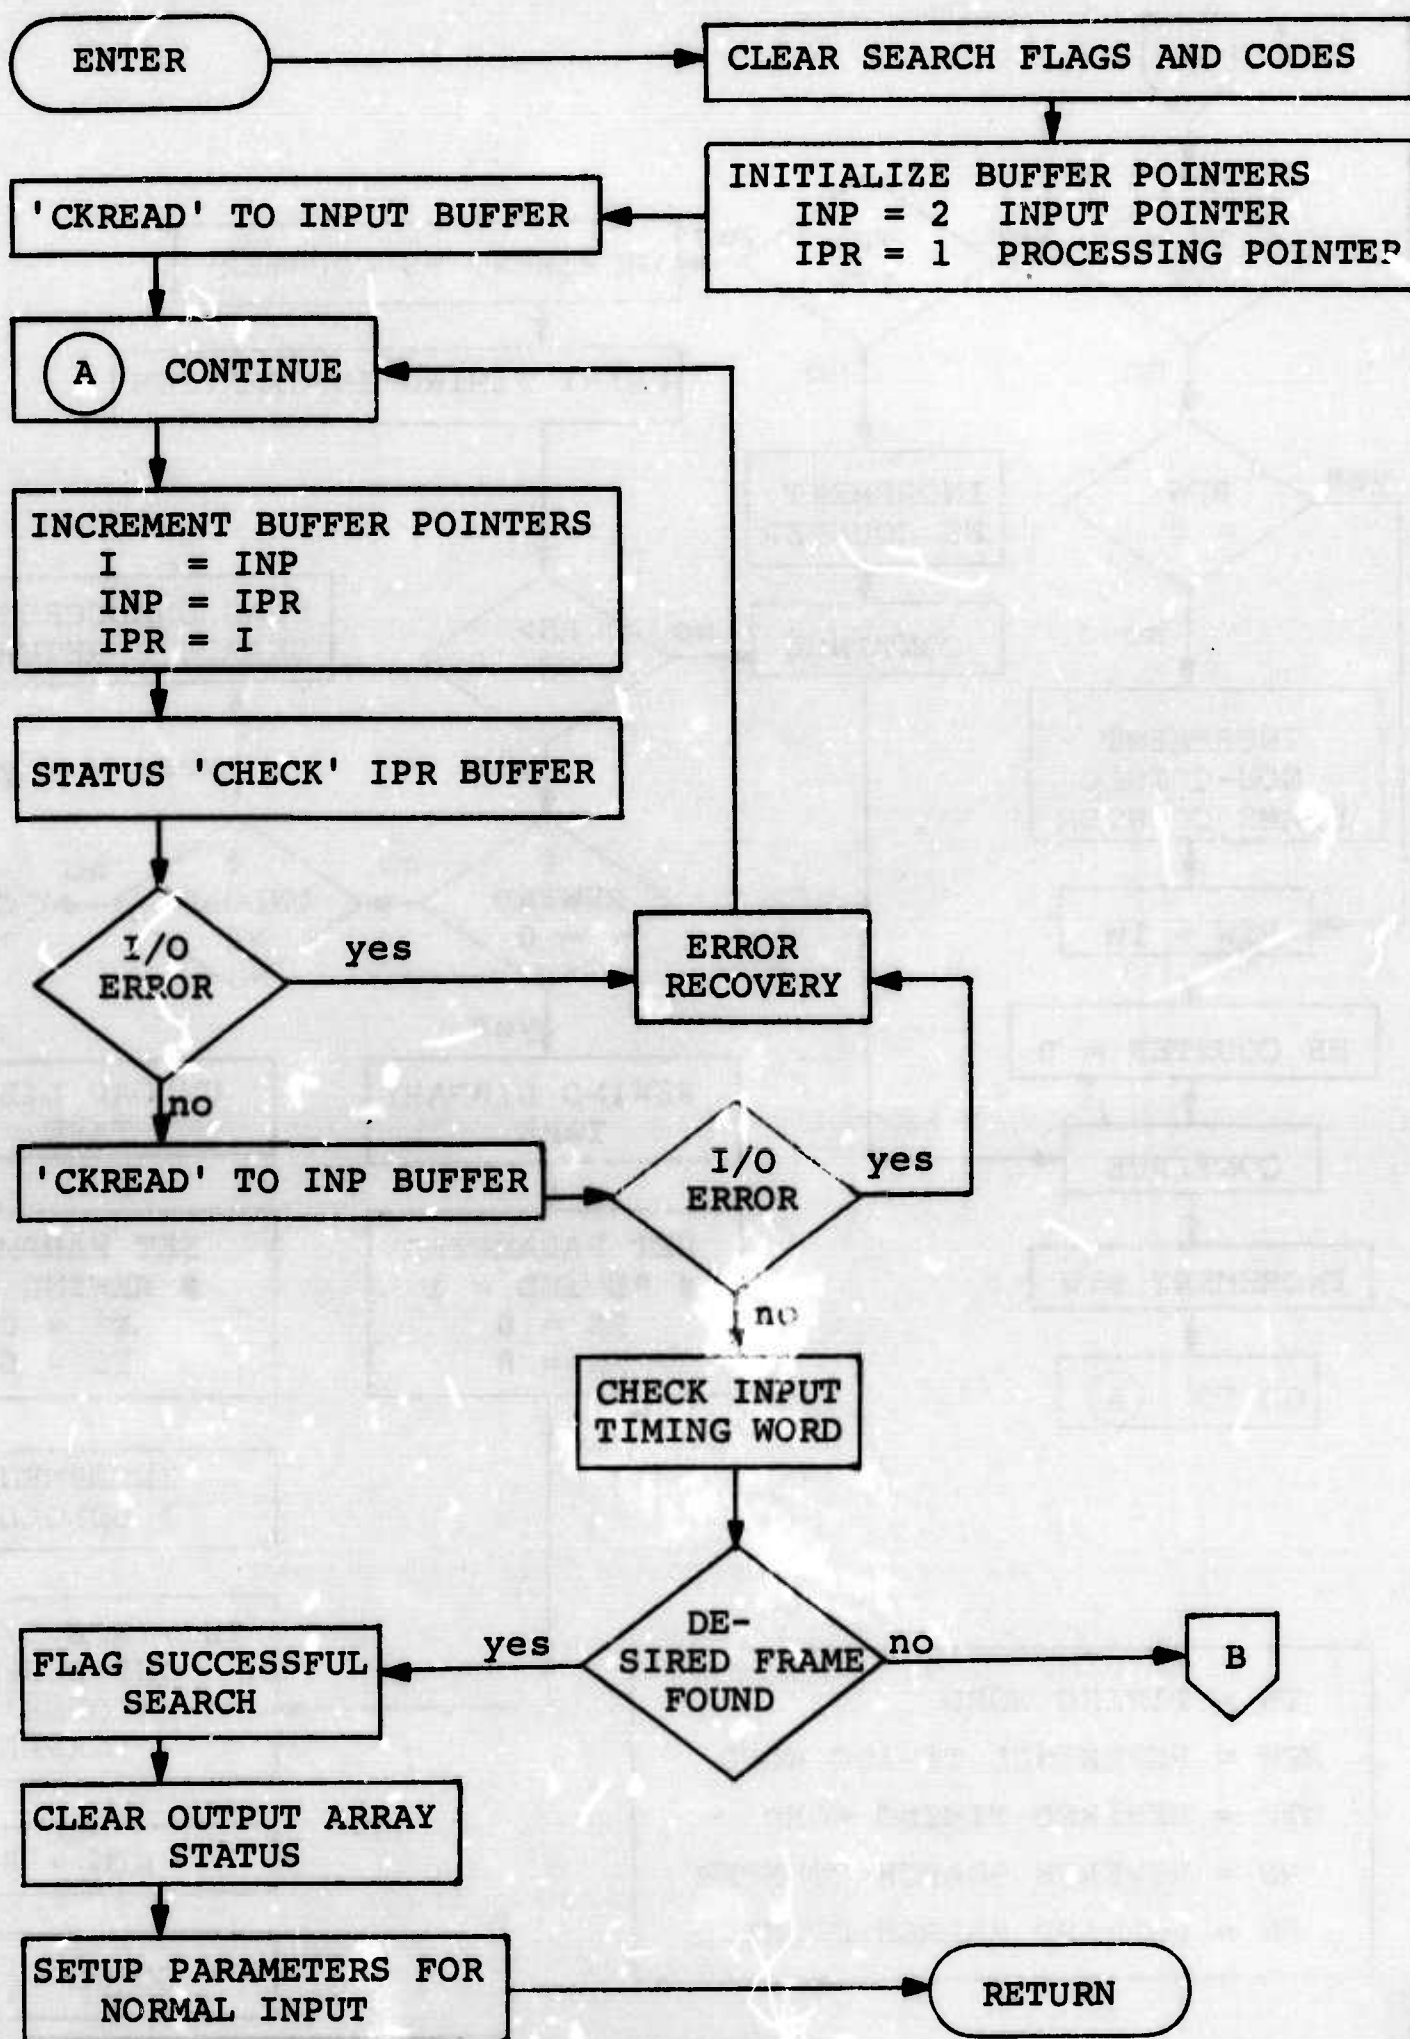 ENTER
CLEAR SEARCH FLAGS AND CODES
INITIALIZE BUFFER POINTERS
INP = 2 INPUT POINTER
IPR = 1 PROCESSING POINTER
'CKREAD' TO INPUT BUFFER
A CONTINUE
INCREMENT BUFFER POINTERS
I = INP
INP = IPR
IPR = I
STATUS 'CHECK' IPR BUFFER
I/O
ERROR
yes
ERROR
RECOVERY
no
'CKREAD' TO INP BUFFER
I/O
ERROR
yes
no
CHECK INPUT
TIMING WORD
DE-
SIRED FRAME
FOUND
yes
no
B
FLAG SUCCESSFUL
SEARCH
CLEAR OUTPUT ARRAY
STATUS
SETUP PARAMETERS FOR
NORMAL INPUT
RETURN